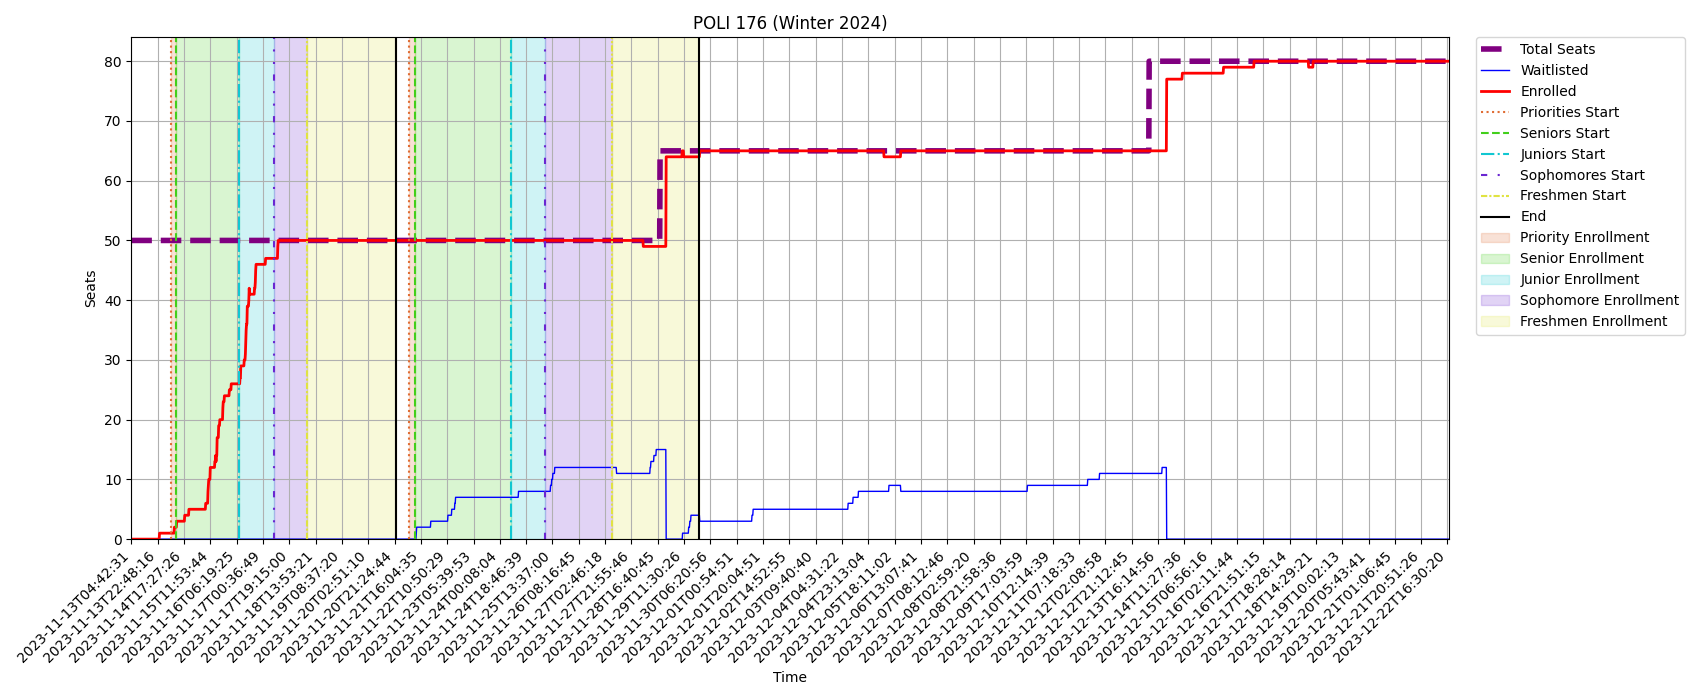 POLI 176 (Winter 2024)
Seats
80
70
60
50
40
30
20
10
0
2023-11-13T04:42:31
2023-11-13T22:48:16
2023-11-14T17:27:26
2023-11-15T11:53:44
2023-11-16T06:19:25
2023-11-17T00:36:49
2023-11-17T19:15:00
2023-11-18T13:53:21
2023-11-19T08:37:20
2023-11-20T02:51:10
2023-11-20T21:24:44
2023-11-21T16:04:35
2023-11-22T10:50:29
2023-11-23T05:39:53
2023-11-24T00:08:04
2023-11-24T18:46:39
2023-11-25T13:37:00
2023-11-26T08:16:45
2023-11-27T02:46:18
2023-11-27T21:55:46
2023-11-28T16:40:45
2023-11-29T11:30:26
2023-11-30T06:20:56
2023-12-01T00:54:51
2023-12-01T20:04:51
2023-12-02T14:52:55
2023-12-03T09:40:40
2023-12-04T04:31:22
2023-12-04T23:13:04
2023-12-05T18:11:02
2023-12-06T13:07:41
2023-12-07T08:12:46
2023-12-08T02:59:20
2023-12-08T21:58:36
2023-12-09T17:03:59
2023-12-10T12:14:39
2023-12-11T07:18:33
2023-12-12T02:08:58
2023-12-12T21:12:45
2023-12-13T16:14:56
2023-12-14T11:27:36
2023-12-15T06:56:16
2023-12-16T02:11:44
2023-12-16T21:51:15
2023-12-17T18:28:14
2023-12-18T14:29:21
2023-12-19T10:02:13
2023-12-20T05:43:41
2023-12-21T01:06:45
2023-12-21T20:51:26
2023-12-22T16:30:20
Time
Total Seats
Waitlisted
Enrolled
Priorities Start
Seniors Start
Juniors Start
Sophomores Start
Freshmen Start
End
Priority Enrollment
Senior Enrollment
Junior Enrollment
Sophomore Enrollment
Freshmen Enrollment